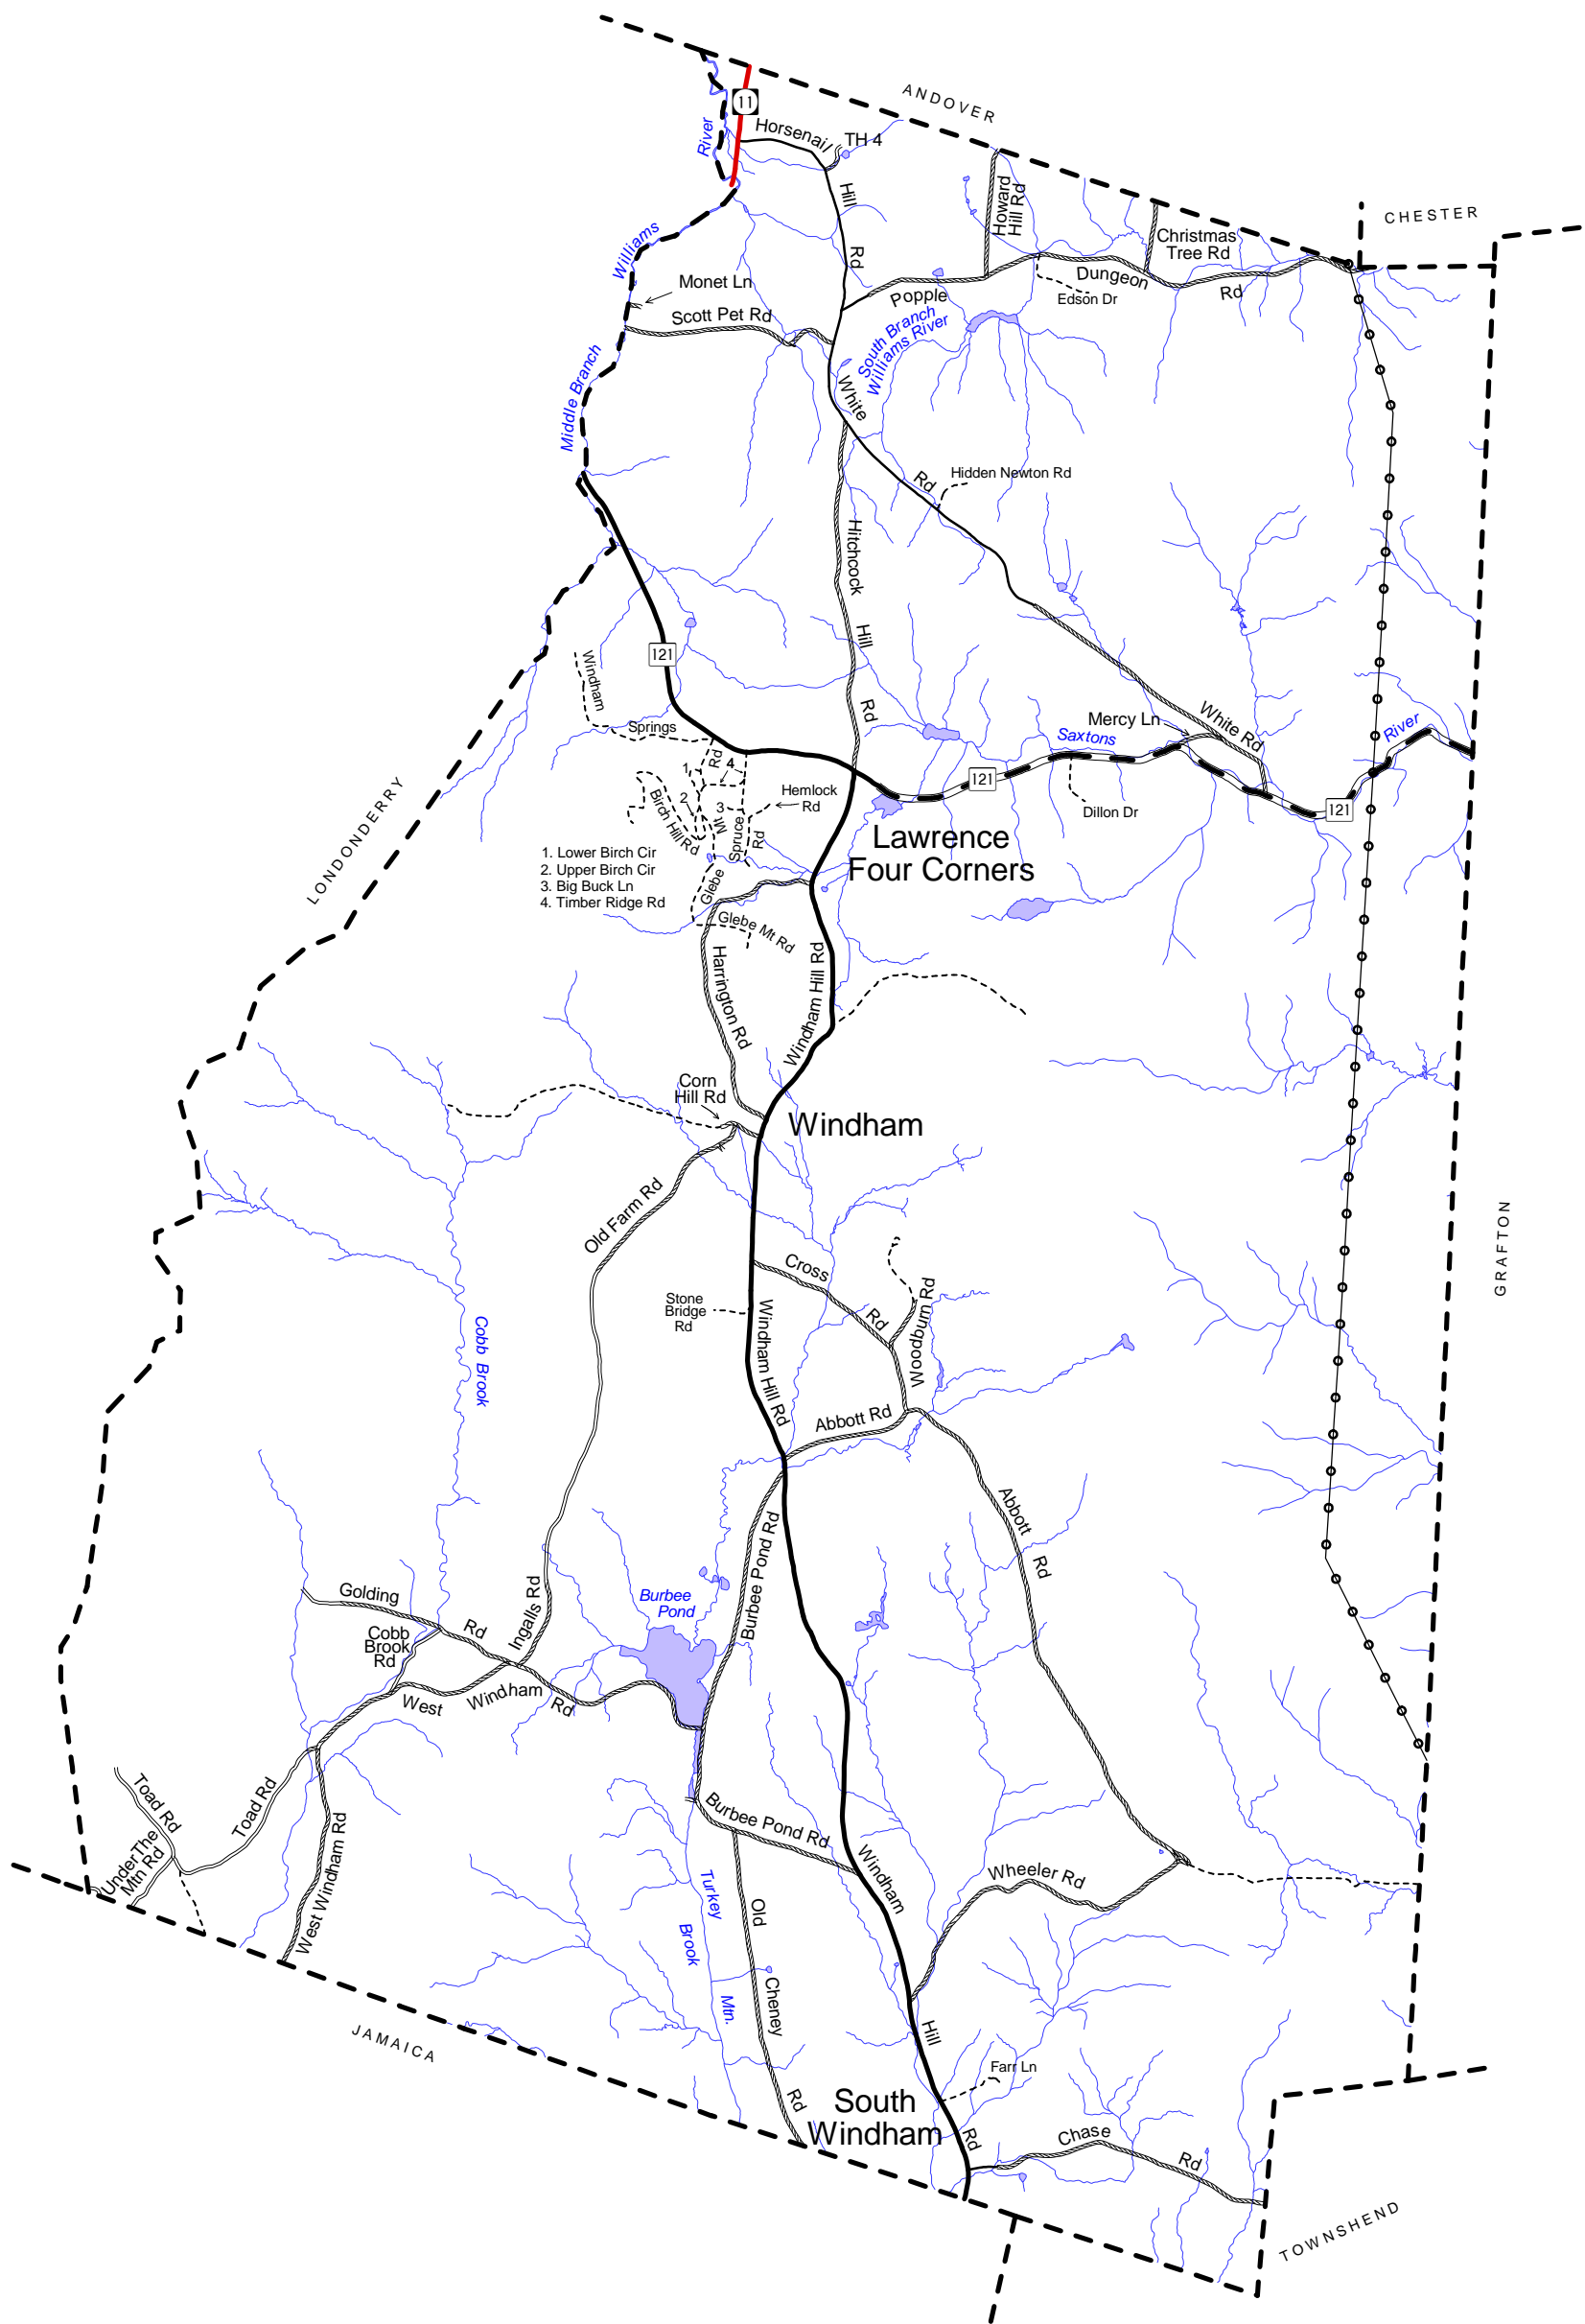 ANDOVER
11
Horsenail
TH 4
River
Hill
Howard
Hill Rd
CHESTER
Christmas
Tree Rd
Williams
Rd
Dungeon
Monet Ln
Popple
Edson Dr
Rd
Scott Pet Rd
South Branch
Williams River
Middle Branch
White
Rd
Hidden Newton Rd
Hitchcock
Hill
121
Windham
Rd
Mercy Ln
White Rd
Springs
Saxtons
River
Rd
4
1
121
Birch Hill Rd
2
Hemlock
Rd
3
Mt
Spruce
Rd
Dillon Dr
121
LONDONDERRY
Lawrence
Four Corners
1. Lower Birch Cir
2. Upper Birch Cir
3. Big Buck Ln
4. Timber Ridge Rd
Glebe
Glebe Mt Rd
Harrington Rd
Windham Hill Rd
Corn
Hill Rd
Windham
Old Farm Rd
GRAFTON
Cross
Rd
Stone
Bridge
Rd
Woodburn Rd
Windham Hill Rd
Cobb Brook
Abbott Rd
Abbott
Rd
Burbee Pond Rd
Golding
Rd
Ingalls Rd
Burbee
Pond
Cobb
Brook
Rd
West
Windham
Rd
Toad Rd
Toad Rd
Under The
Mtn Rd
West Windham Rd
Burbee Pond Rd
Windham
Wheeler Rd
Turkey
Old
Brook
Cheney
Mtn.
Hill
JAMAICA
Farr Ln
Rd
South
Windham
Rd
Chase
Rd
TOWNSHEND